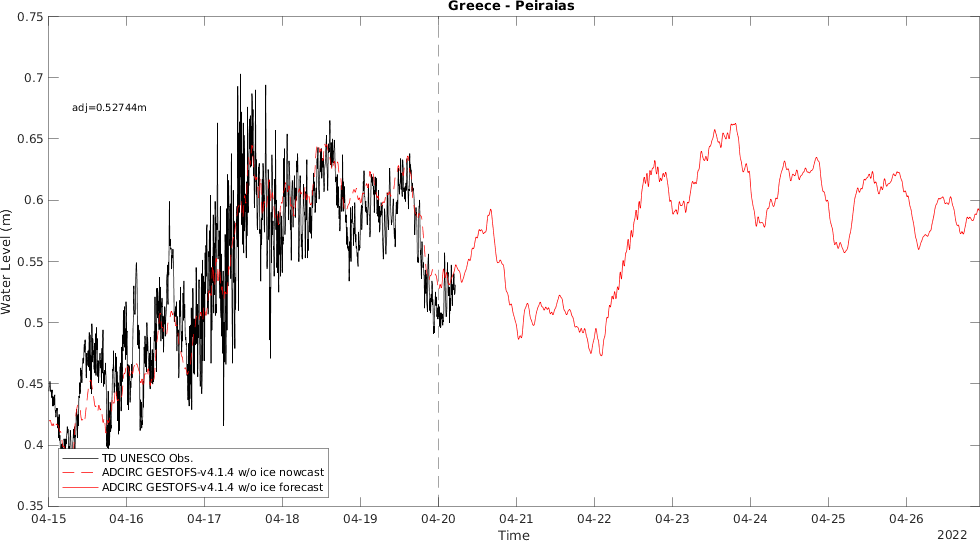 Greece - Peiraias
0.75
0.7
0.65
0.6
0.55
0.5
0.45
0.4
0.35
Water Level (m)
adj=0.52744m
TD UNESCO Obs.
ADCIRC GESTOFS-v4.1.4 w/o ice nowcast
ADCIRC GESTOFS-v4.1.4 w/o ice forecast
04-15 04-16 04-17 04-18 04-19 04-20 04-21 04-22 04-23 04-24 04-25 04-26
Time
2022